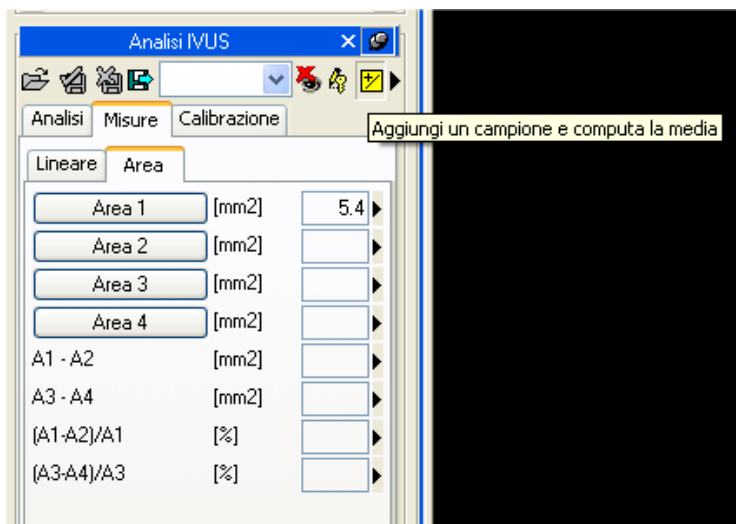 Analisi IVUS
Analisi Misure Calibrazione
Aggiungi un campione e computa la media
Lineare Area
Area 1 [mm2] 5.4
Area 2 [mm2]
Area 3 [mm2]
Area 4 [mm2]
A1 - A2 [mm2]
A3 - A4 [mm2]
(A1-A2)/A1 [%]
(A3-A4)/A3 [%]